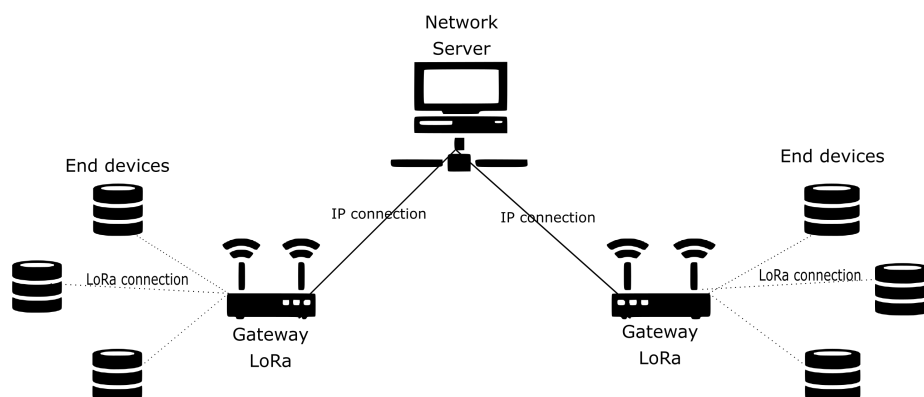 Network
Server
End devices
End devices
IP connection
IP connection
LoRa connection
LoRa connection
Gateway
LoRa
Gateway
LoRa